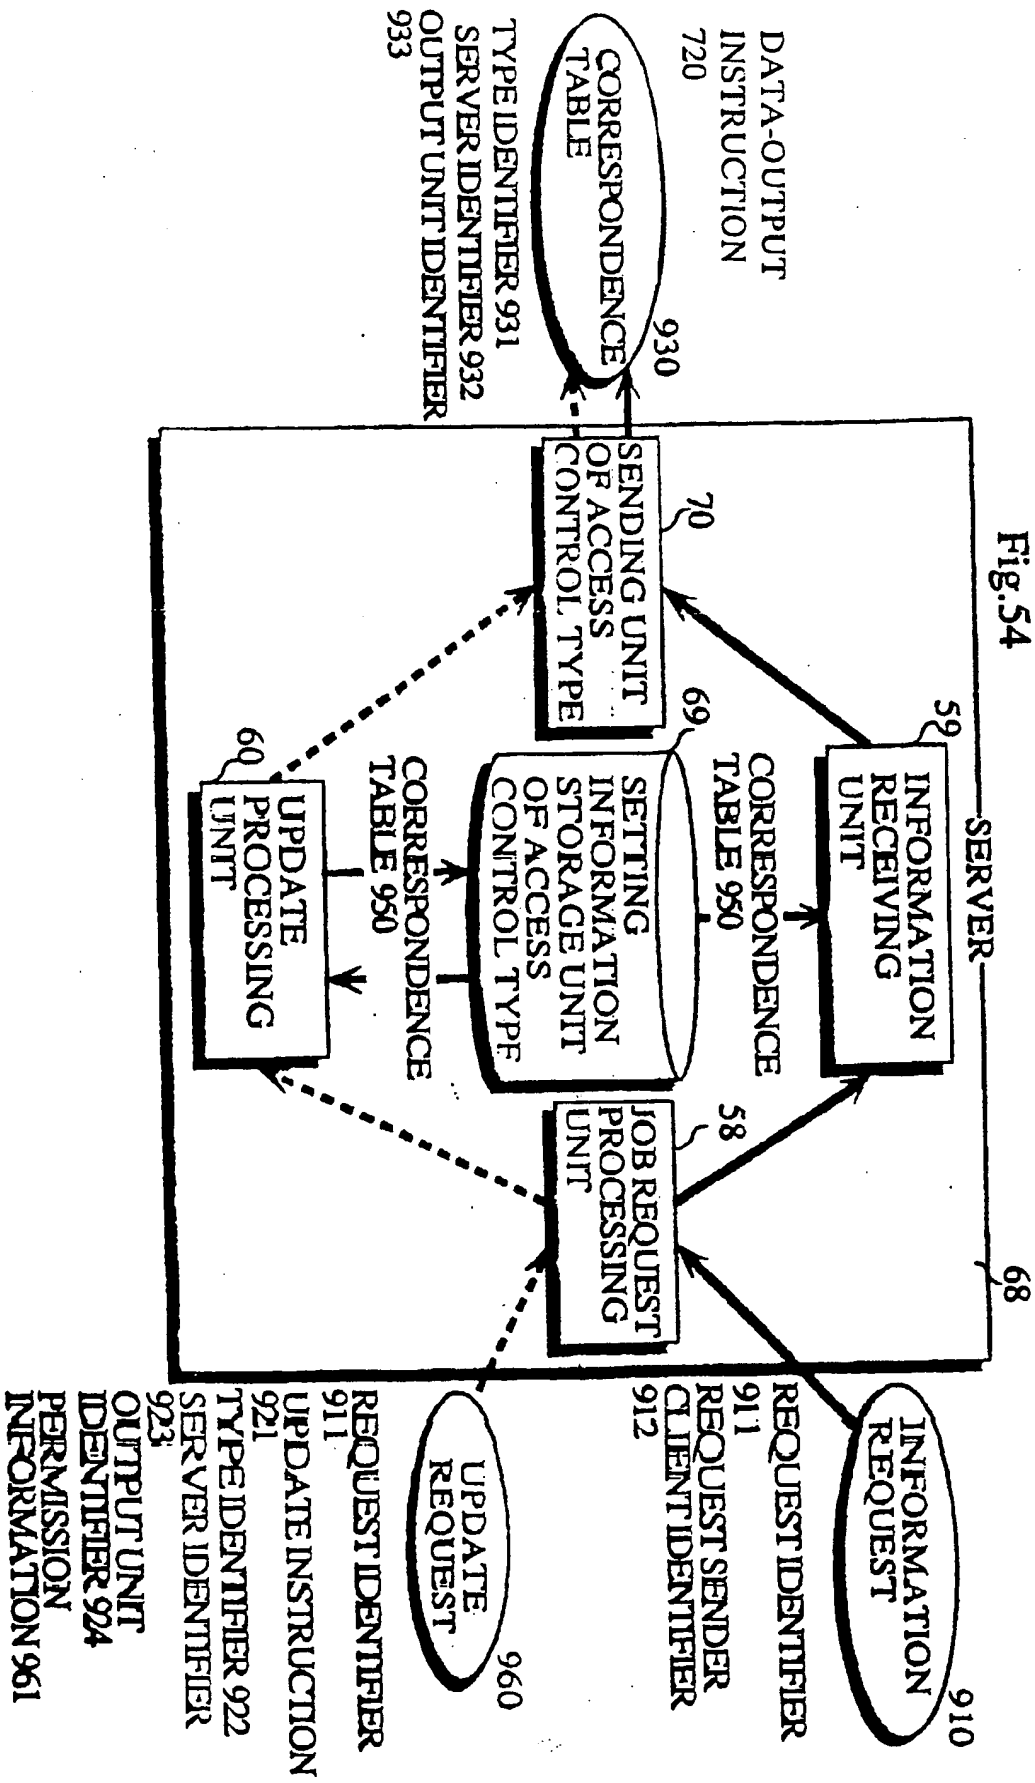 Fig.54
SERVER
68
DATA-OUTPUT
INSTRUCTION
720
930
CORRESPONDENCE
TABLE
TYPE IDENTIFIER 931
SERVER IDENTIFIER 932
OUTPUT UNIT IDENTIFIER
933
70
SENDING UNIT
OF ACCESS
CONTROL TYPE
59
INFORMATION
RECEIVING
UNIT
CORRESPONDENCE
TABLE 950
69
SETTING
INFORMATION
STORAGE UNIT
OF ACCESS
CONTROL TYPE
CORRESPONDENCE
TABLE 950
60
UPDATE
PROCESSING
UNIT
58
JOB REQUEST
PROCESSING
UNIT
910
INFORMATION
REQUEST
REQUEST IDENTIFIER
911
REQUEST SENDER
CLIENT IDENTIFIER
912
960
UPDATE
REQUEST
REQUEST IDENTIFIER
911
UPDATE INSTRUCTION
921
TYPE IDENTIFIER 922
SERVER IDENTIFIER
923
OUTPUT UNIT
IDENTIFIER 924
PERMISSION
INFORMATION 961